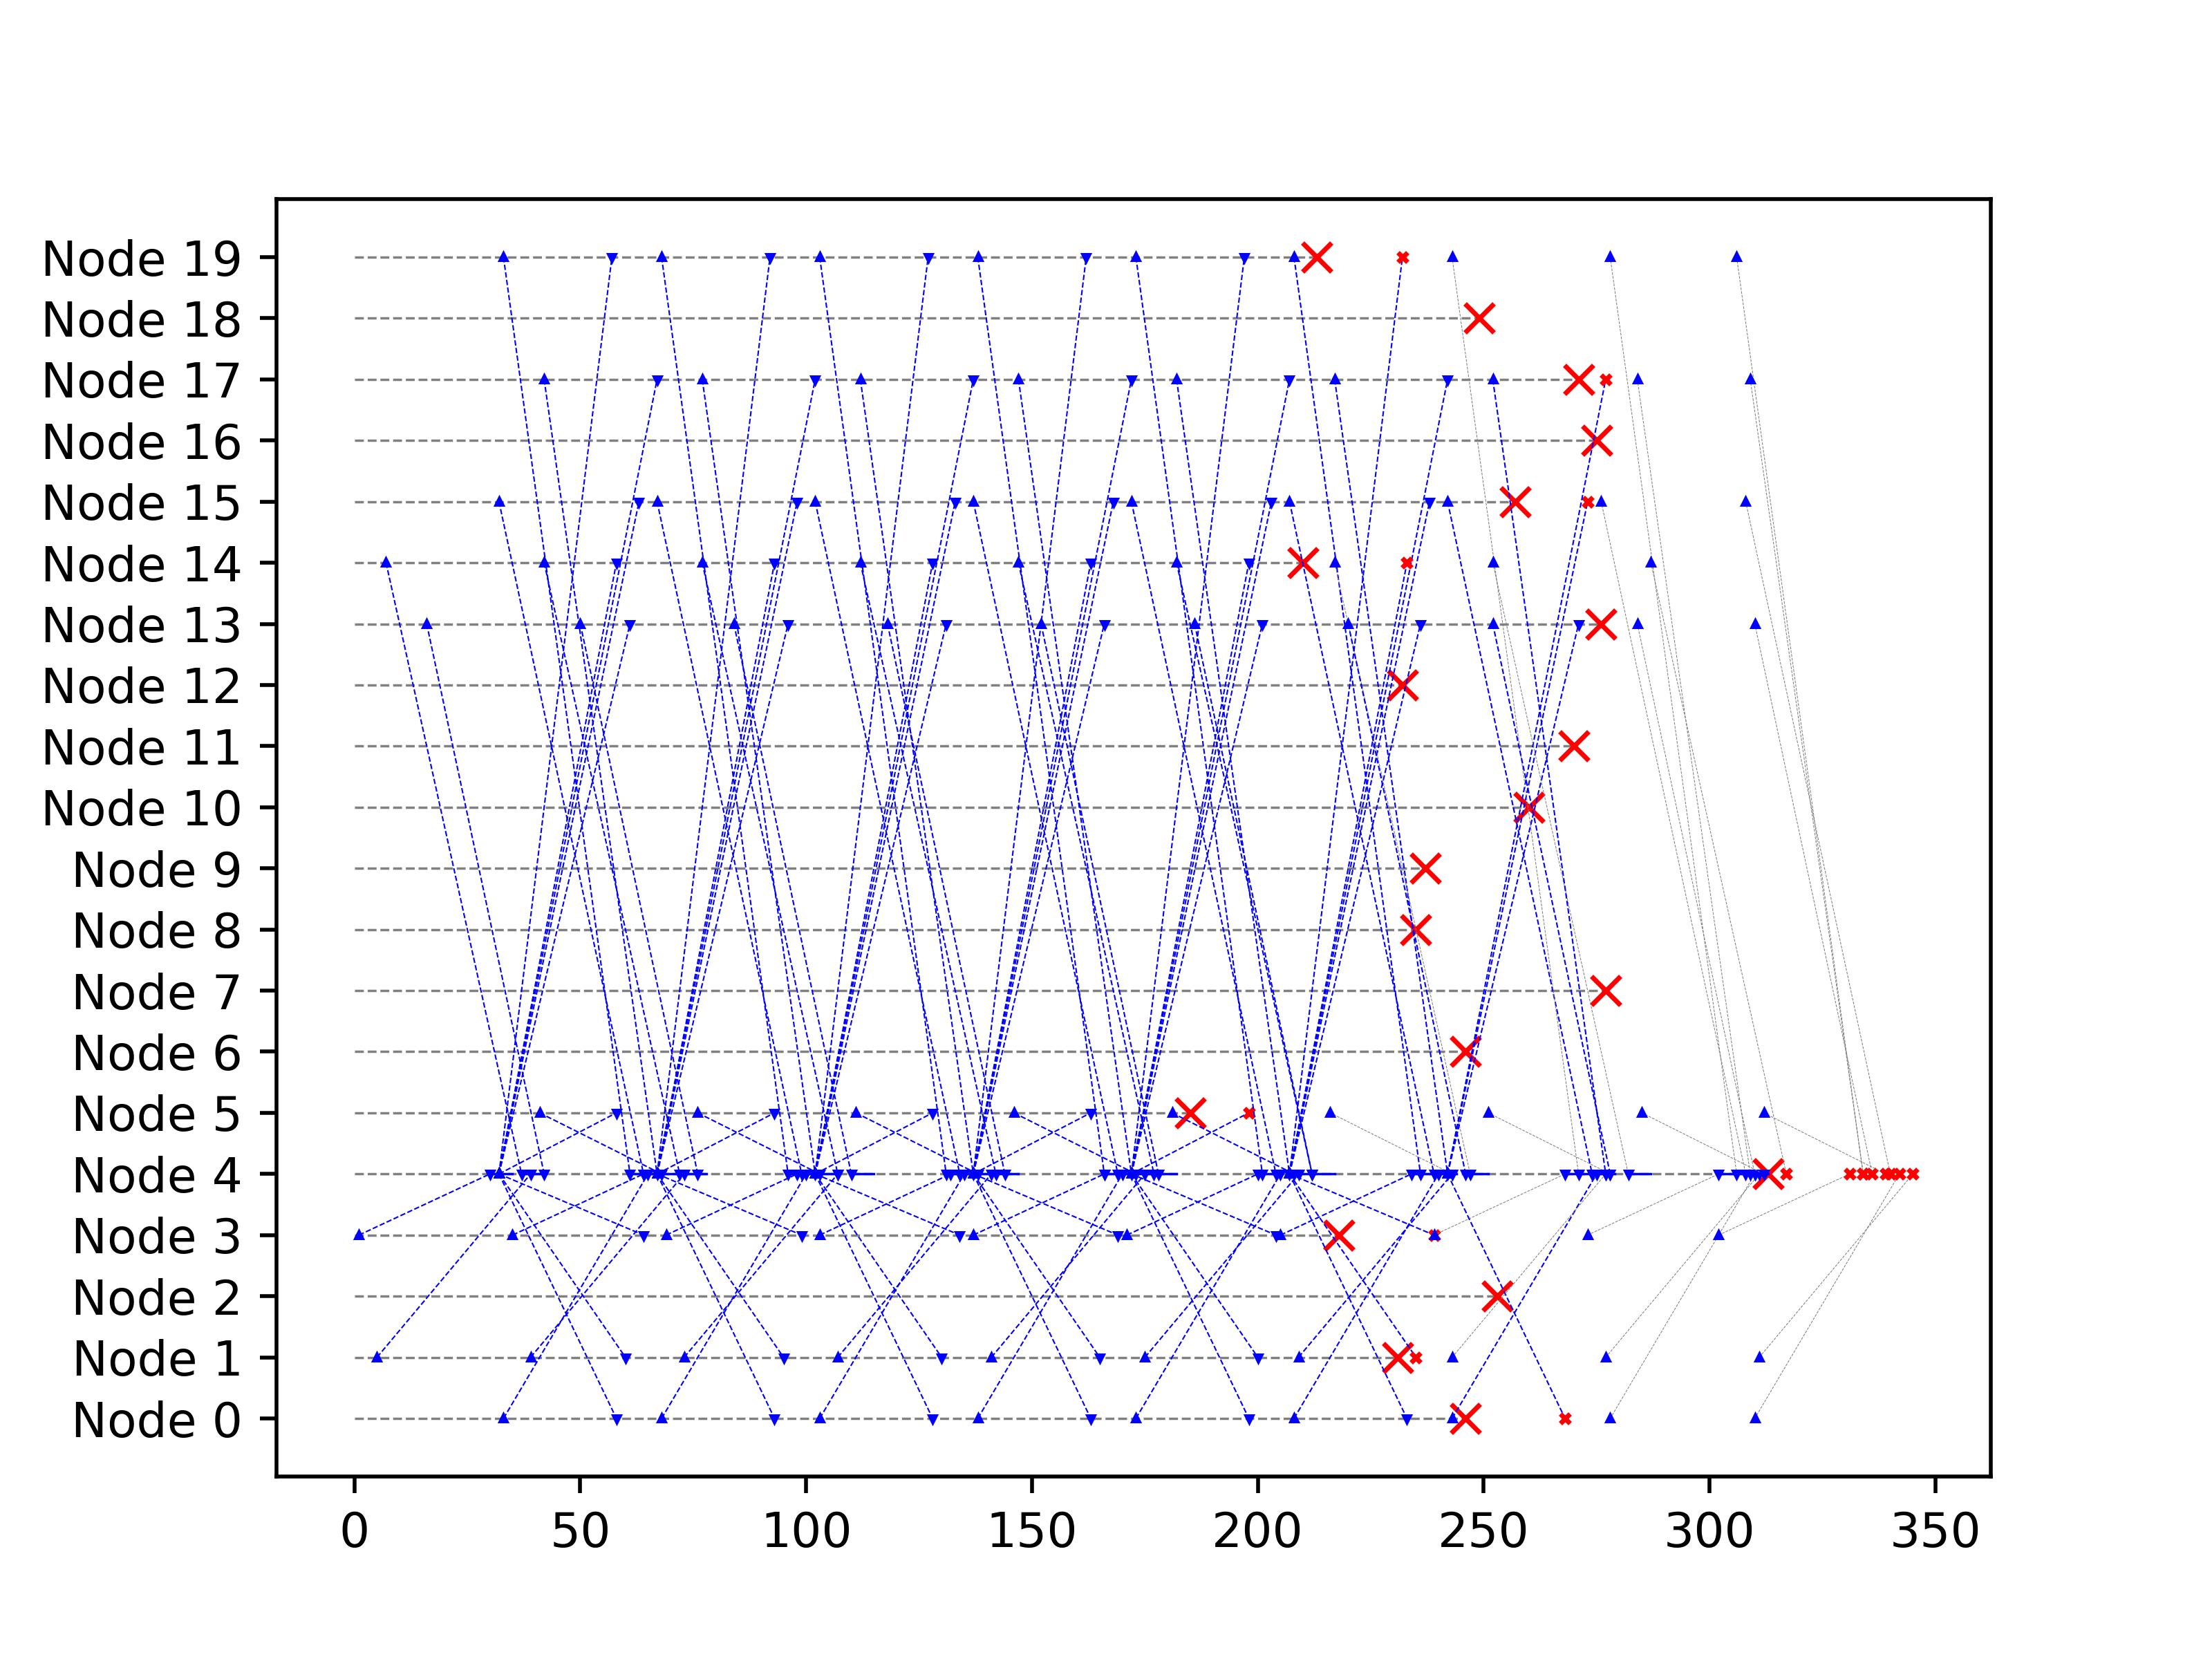 Node 19
Node 18
Node 17
Node 16
Node 15
Node 14
Node 13
Node 12
Node 11
Node 10
Node 9
Node 8
Node 7
Node 6
Node 5
Node 4
Node 3
Node 2
Node 1
Node 0
0 50 100 150 200 250 300 350